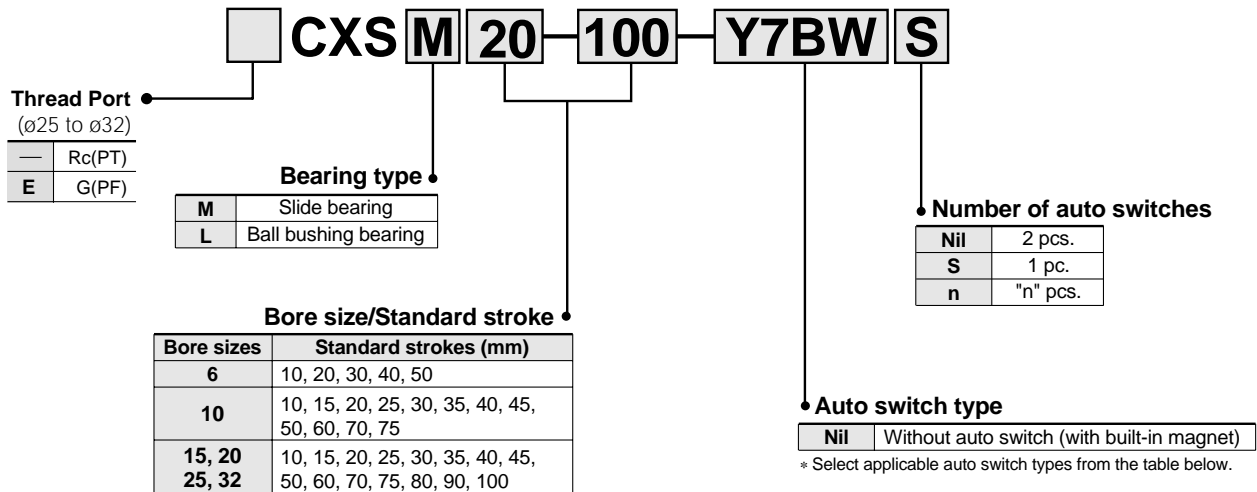 CXS M 20 - 100 - Y7BW S
Thread Port
(ø25 to ø32)
— Rc(PT)
E G(PF)
Bearing type
M Slide bearing
L Ball bushing bearing
Number of auto switches
Nil 2 pcs.
S 1 pc.
n "n" pcs.
Bore size/Standard stroke
Bore sizes Standard strokes (mm)
6 10, 20, 30, 40, 50
10 10, 15, 20, 25, 30, 35, 40, 45,
50, 60, 70, 75
15, 20 10, 15, 20, 25, 30, 35, 40, 45,
25, 32 50, 60, 70, 75, 80, 90, 100
Auto switch type
Nil Without auto switch (with built-in magnet)
∗ Select applicable auto switch types from the table below.